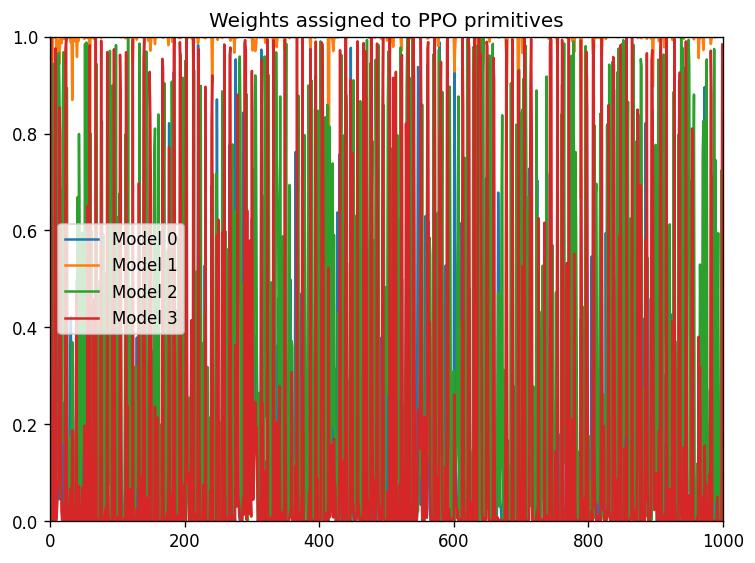 Weights assigned to PPO primitives
1.0
0.8
0.6
0.4
0.2
0.0
Model 0
Model 1
Model 2
Model 3
0 200 400 600 800 1000